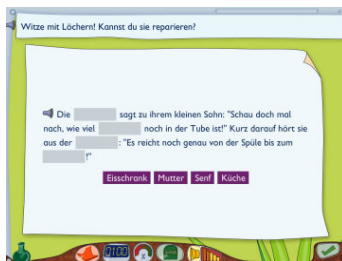 Witze mit Löchern! Kannst du sie reparieren?
Die sagt zu ihrem kleinen Sohn: "Schau doch mal
nach, wie viel noch in der Tube ist!" Kurz darauf hört sie
aus der : "Es reicht noch genau von der Spüle bis zum
!"
Eisschrank Mutter Senf Küche